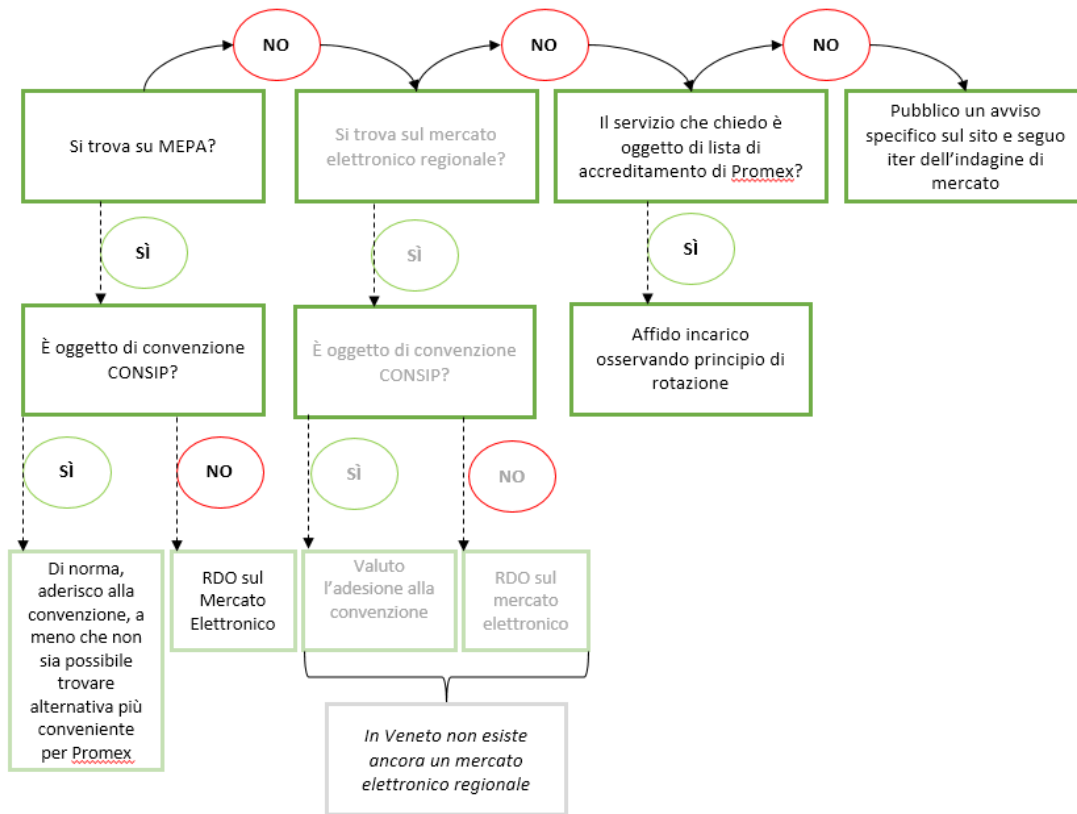 NO
NO
NO
Si trova su MEPA?
Si trova sul mercato
elettronico regionale?
Il servizio che chiedo è
oggetto di lista di
accreditamento di Promex?
Pubblico un avviso
specifico sul sito e seguo
iter dell'indagine di
mercato
SÌ
SÌ
SÌ
È oggetto di convenzione
CONSIP?
È oggetto di convenzione
CONSIP?
Affido incarico
osservando principio di
rotazione
SÌ
NO
SÌ
NO
Di norma,
aderisco alla
convenzione, a
meno che non
sia possibile
trovare
alternativa più
conveniente
per Promex
RDO sul
Mercato
Elettronico
Valuto
l'adesione alla
convenzione
RDO sul
mercato
elettronico
In Veneto non esiste
ancora un mercato
elettronico regionale